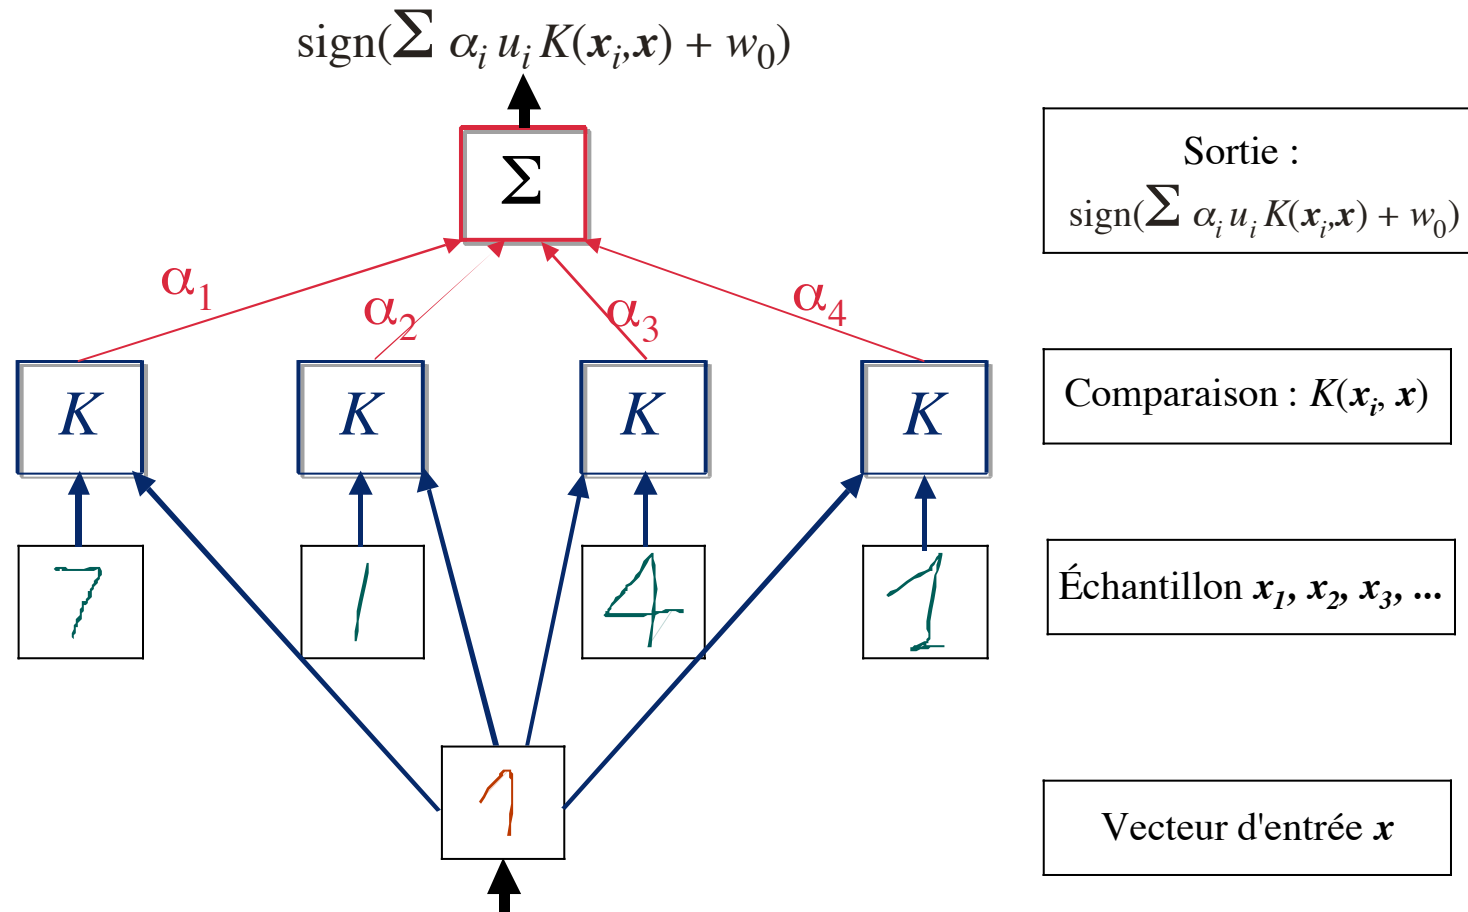 sign(Σ αᵢ uᵢ K(xᵢ,x) + w₀)
Σ
Sortie :
sign(Σ αᵢ uᵢ K(xᵢ,x) + w₀)
α₁
α₂
α₃
α₄
K K K K
Comparaison : K(xᵢ, x)
7 1 4 1
Échantillon x₁, x₂, x₃, ...
1
Vecteur d'entrée x